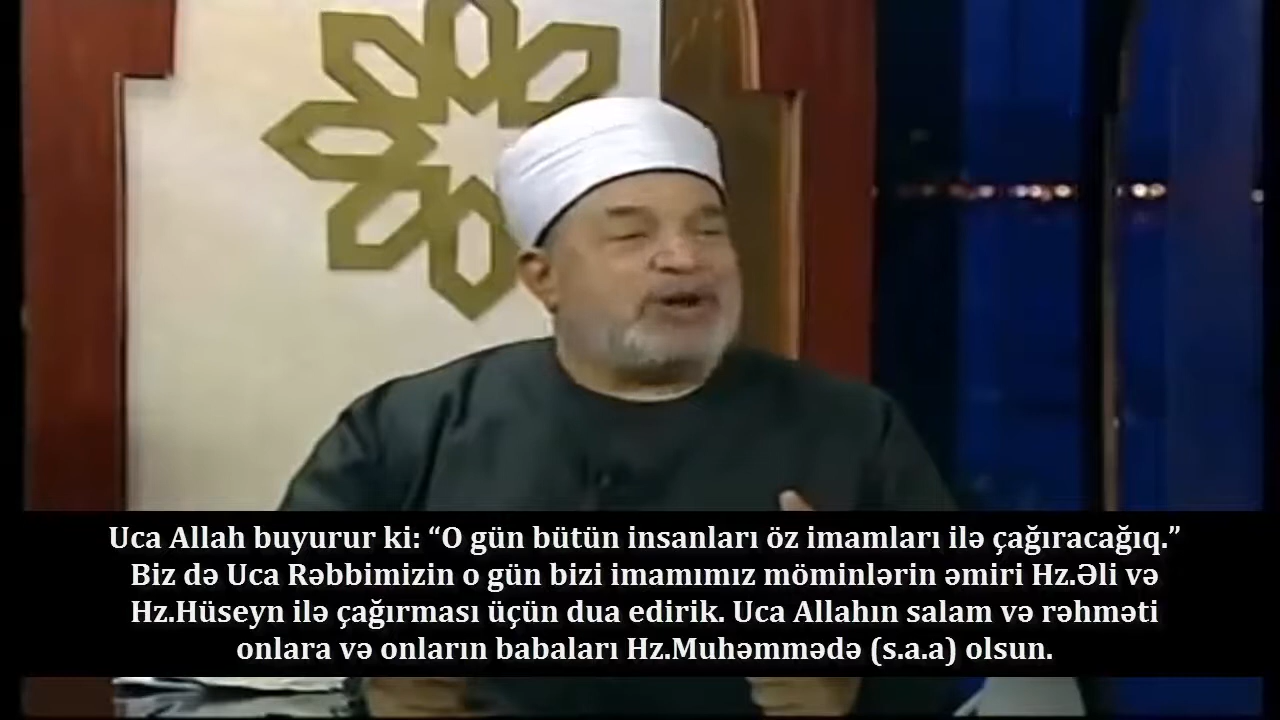 Uca Allah buyurur ki: “O gün bütün insanları öz imamları ilə çağıracağıq.”
Biz də Uca Rəbbimizin o gün bizi imamımız möminlərin əmiri Hz.Əli və
Hz.Hüseyn ilə çağırması üçün dua edirik. Uca Allahın salam və rəhməti
onlara və onların babaları Hz.Muhəmmədə (s.a.a) olsun.